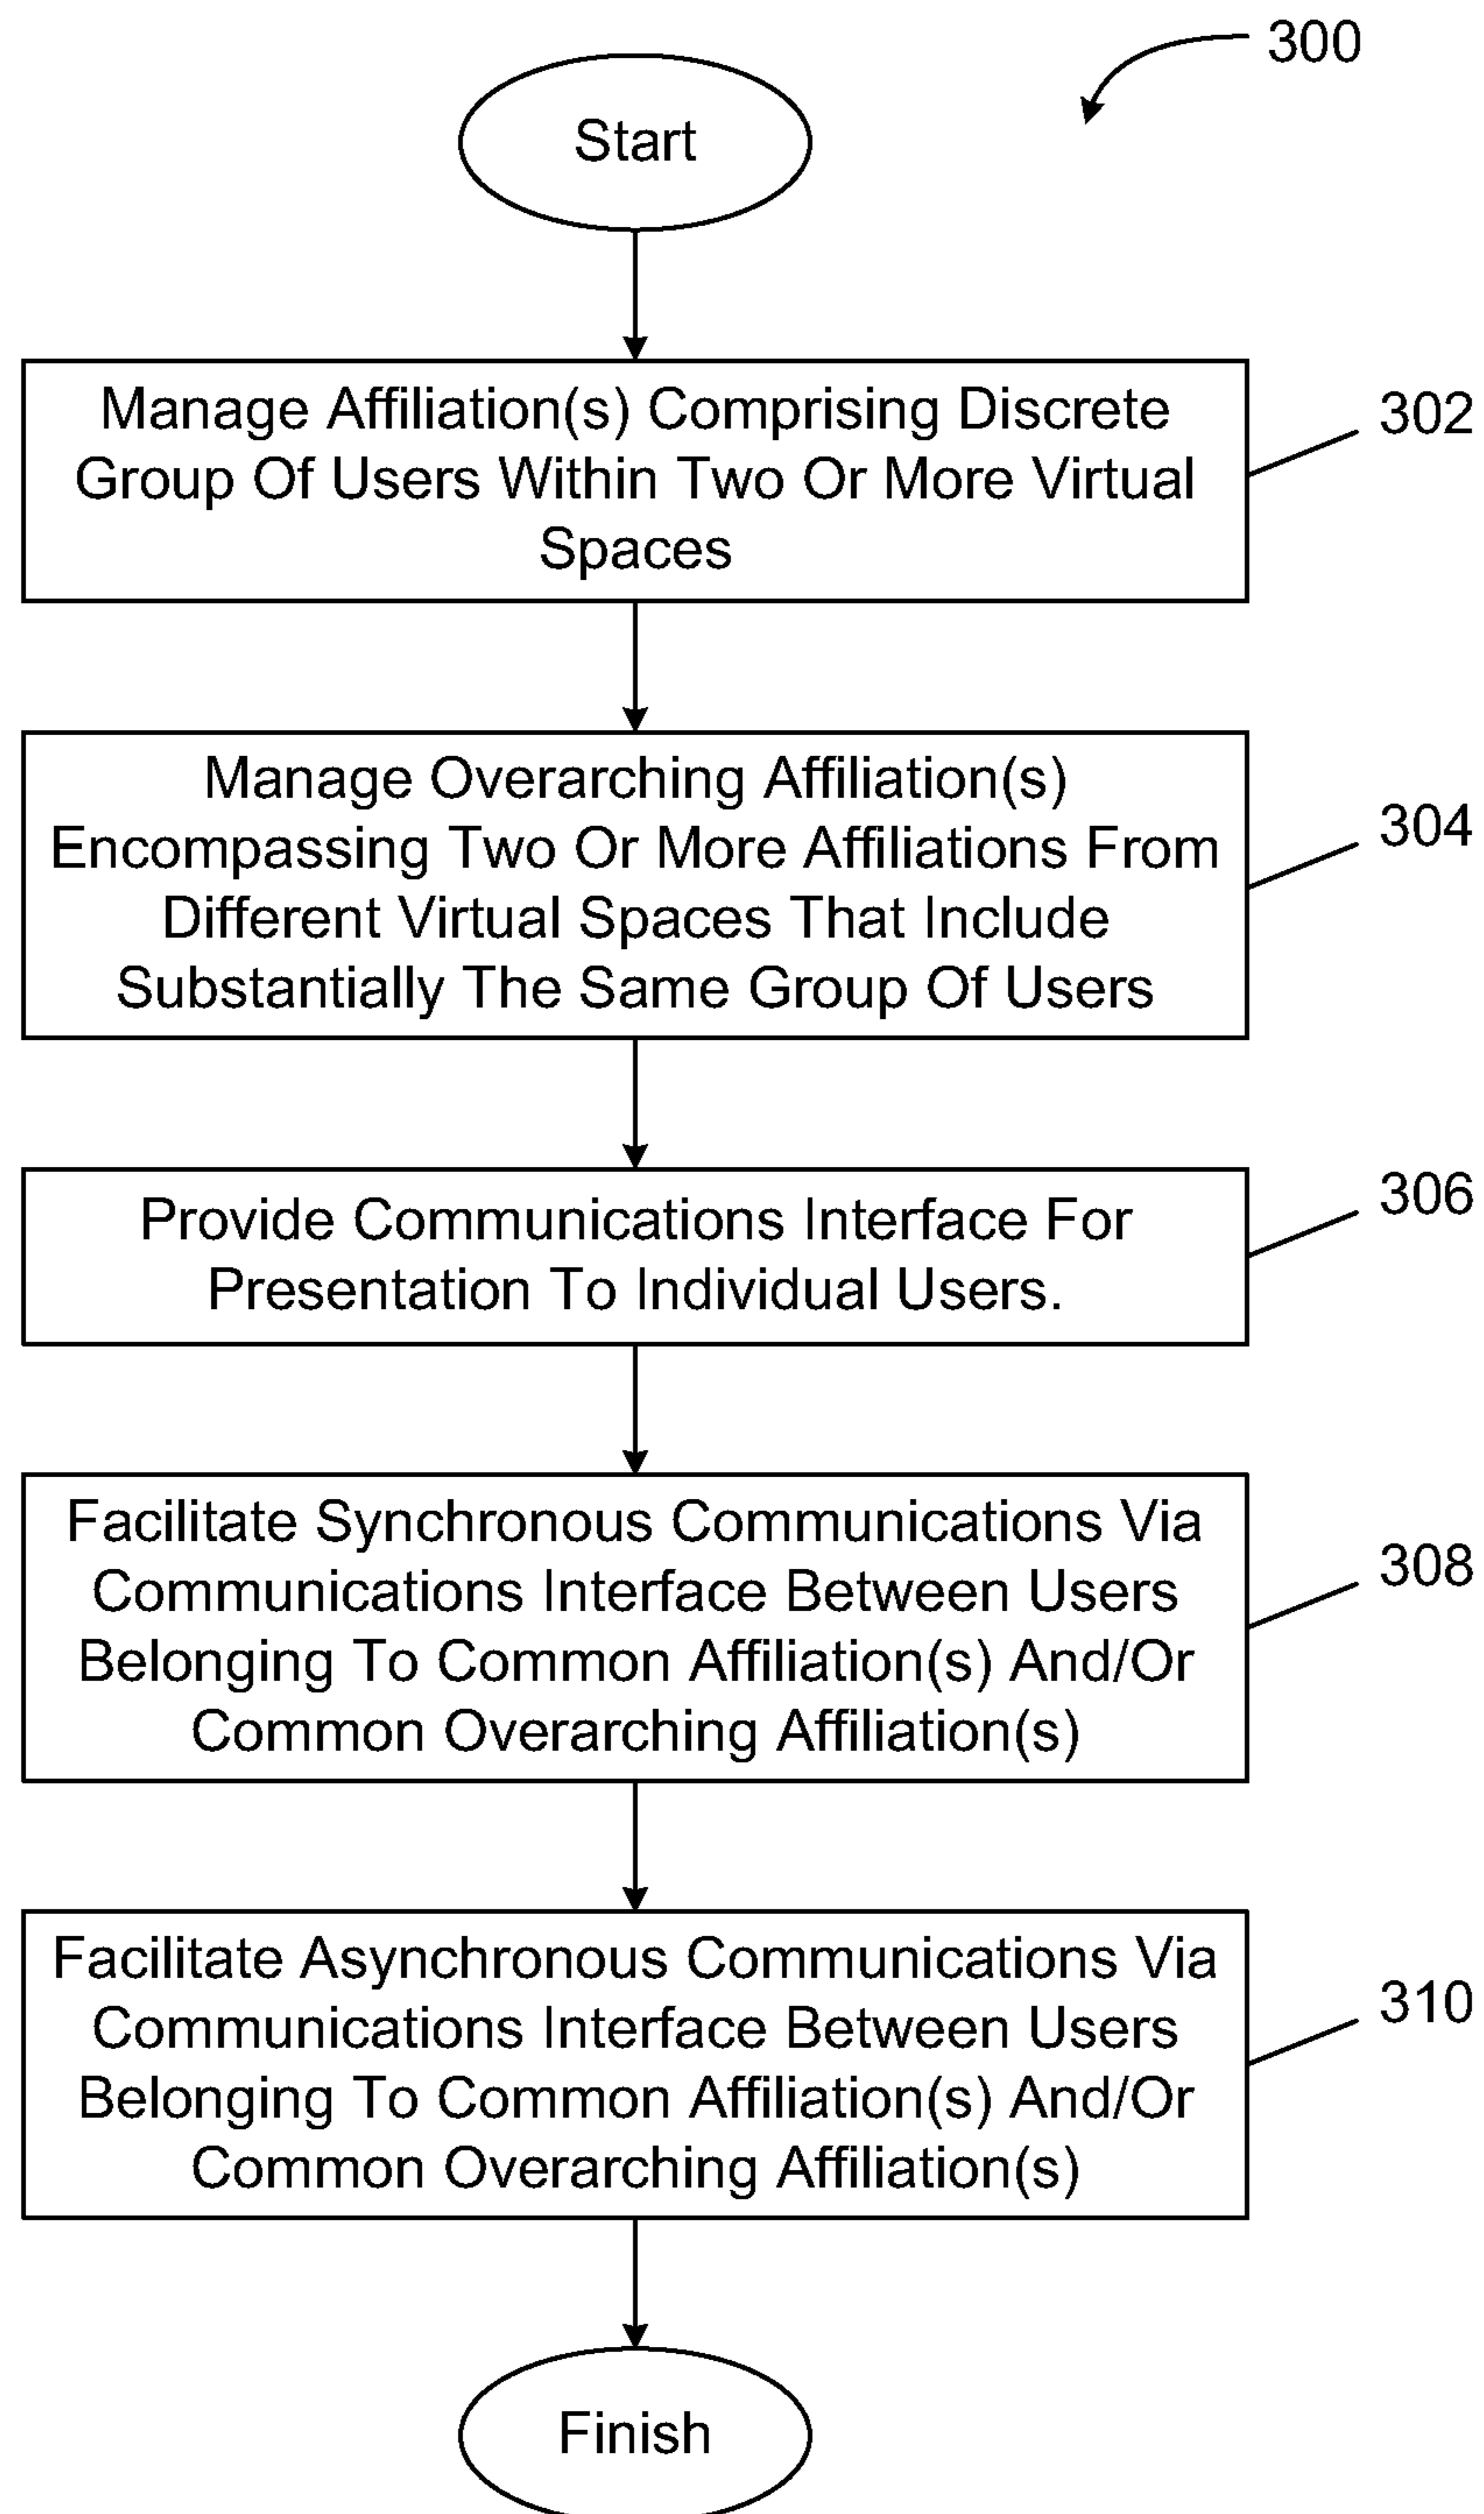 300
Start
Manage Affiliation(s) Comprising Discrete
Group Of Users Within Two Or More Virtual
Spaces
302
Manage Overarching Affiliation(s)
Encompassing Two Or More Affiliations From
Different Virtual Spaces That Include
Substantially The Same Group Of Users
304
Provide Communications Interface For
Presentation To Individual Users.
306
Facilitate Synchronous Communications Via
Communications Interface Between Users
Belonging To Common Affiliation(s) And/Or
Common Overarching Affiliation(s)
308
Facilitate Asynchronous Communications Via
Communications Interface Between Users
Belonging To Common Affiliation(s) And/Or
Common Overarching Affiliation(s)
310
Finish